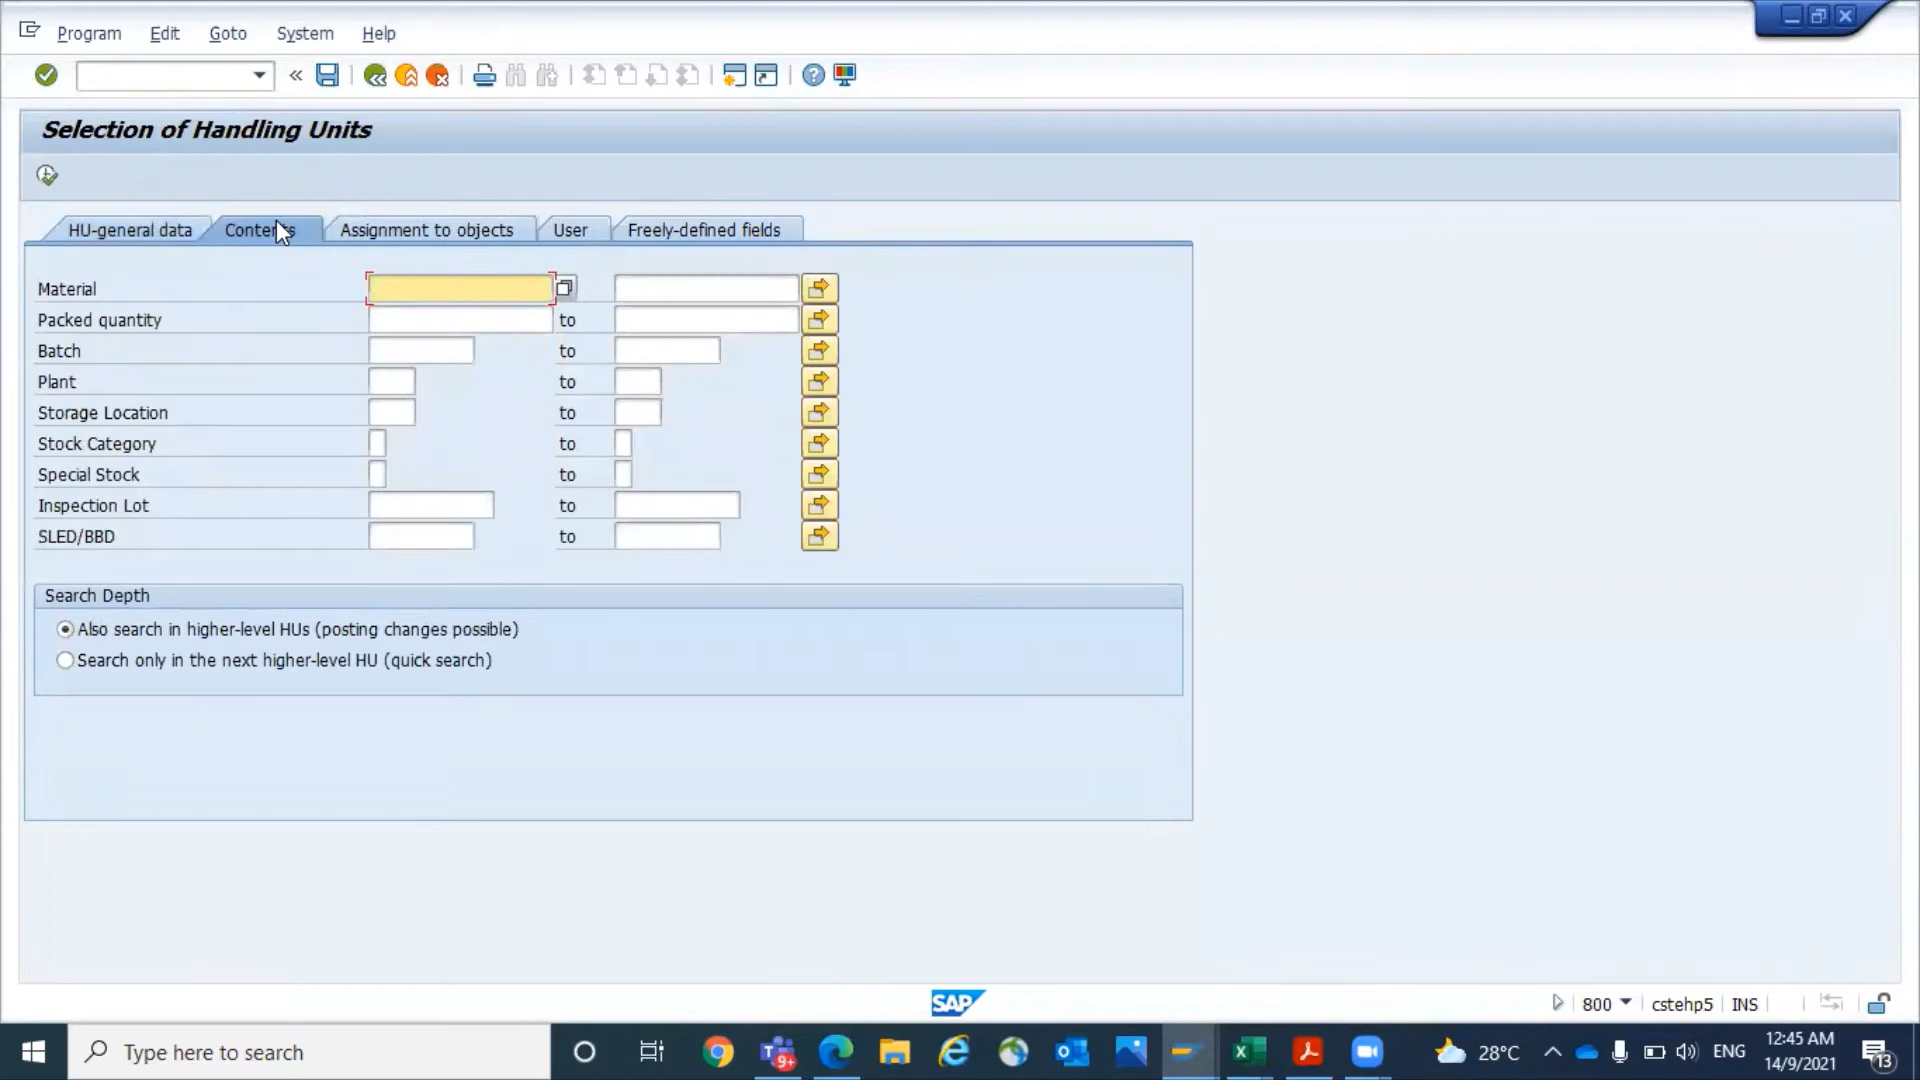 Program Edit Goto System Help
Selection of Handling Units
HU-general data Contents Assignment to objects User Freely-defined fields
Material
Packed quantity to
Batch to
Plant to
Storage Location to
Stock Category to
Special Stock to
Inspection Lot to
SLED/BBD to
Search Depth
Also search in higher-level HUs (posting changes possible)
Search only in the next higher-level HU (quick search)
SAP 800 cstehp5 INS
Type here to search 9+ 28°C ENG 12:45 AM 13
14/9/2021